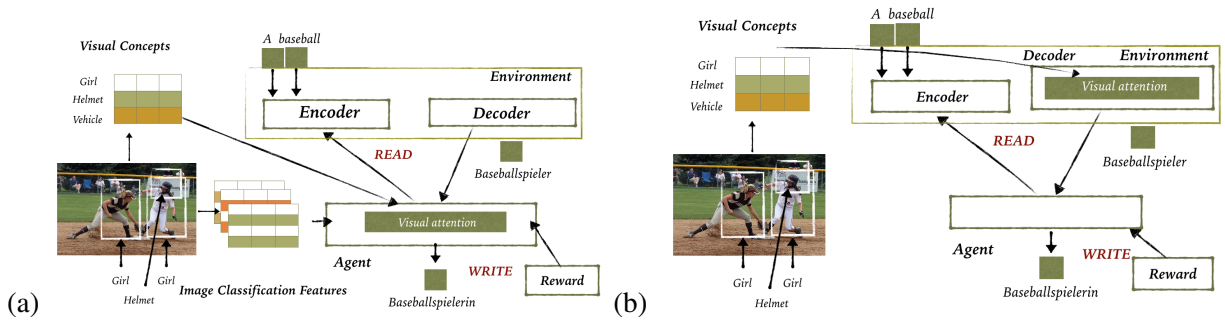 A baseball
Visual Concepts
Environment
Girl
Helmet
Vehicle
Encoder
Decoder
READ
Baseballspieler
Visual attention
Agent
WRITE
Reward
Girl
Girl
Helmet
Image Classification Features
Baseballspielerin
(a)
A baseball
Visual Concepts
Decoder
Environment
Girl
Helmet
Vehicle
Visual attention
Encoder
READ
Baseballspieler
Agent
WRITE
Reward
Girl
Girl
Helmet
Baseballspielerin
(b)